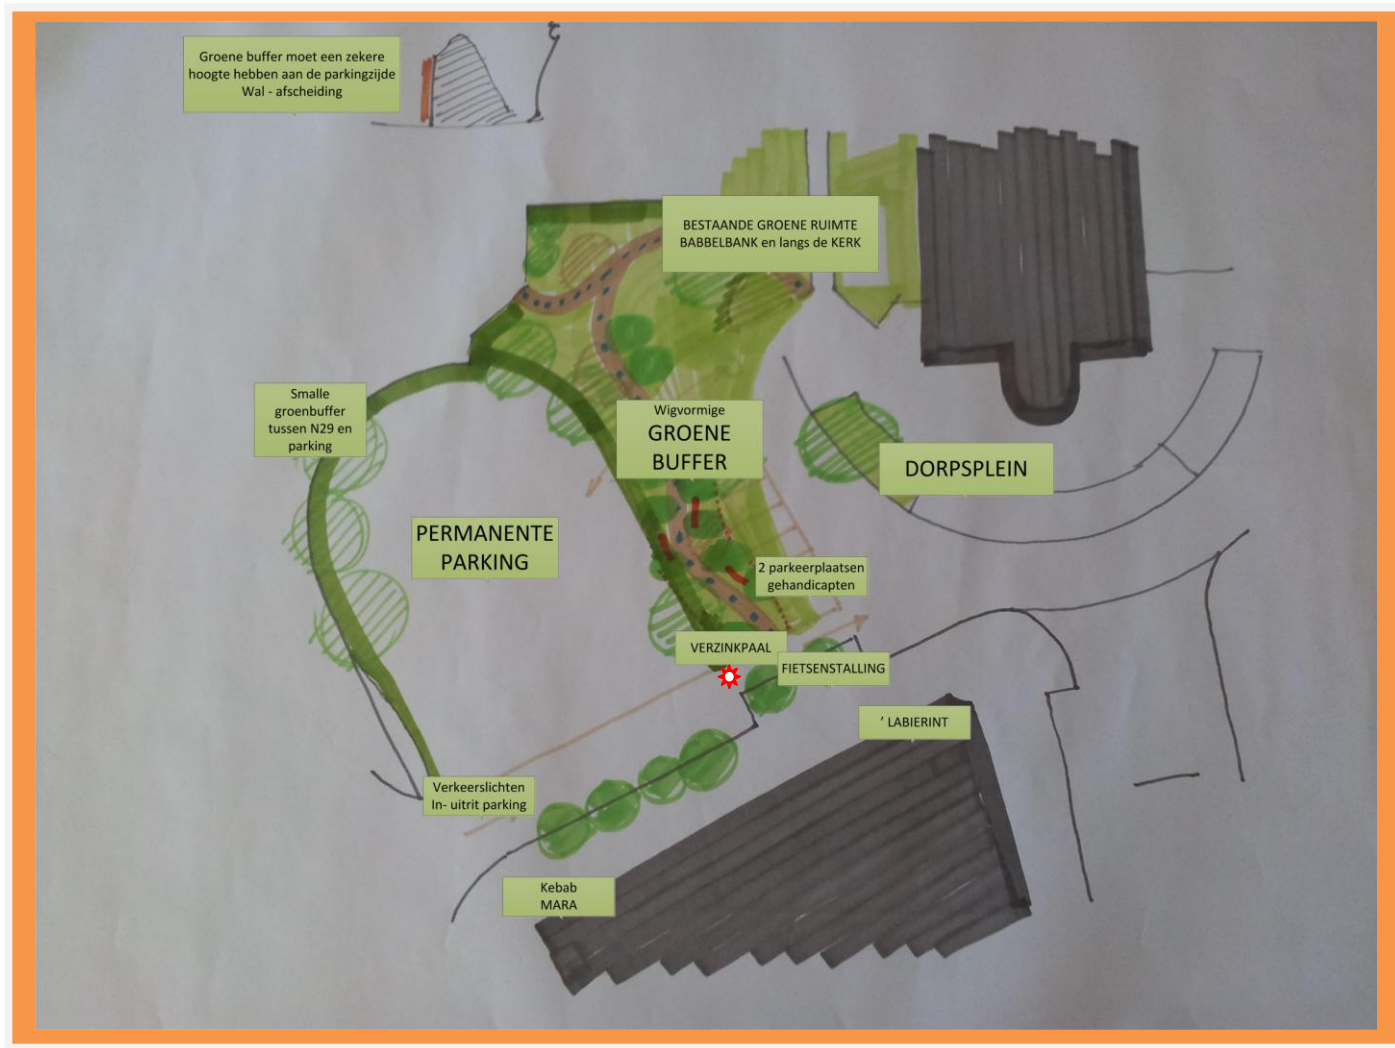 Groene buffer moet een zekere
hoogte hebben aan de parkingzijde
Wal - afscheiding
BESTAANDE GROENE RUIMTE
BABBELBANK en langs de KERK
Smalle
groenbuffer
tussen N29 en
parking
Wigvormige
GROENE
BUFFER
DORPSPLEIN
PERMANENTE
PARKING
2 parkeerplaatsen
gehandicapten
VERZINKPAAL
FIETSENSTALLING
’ LABIERINT
Verkeerslichten
In- uitrit parking
Kebab
MARA